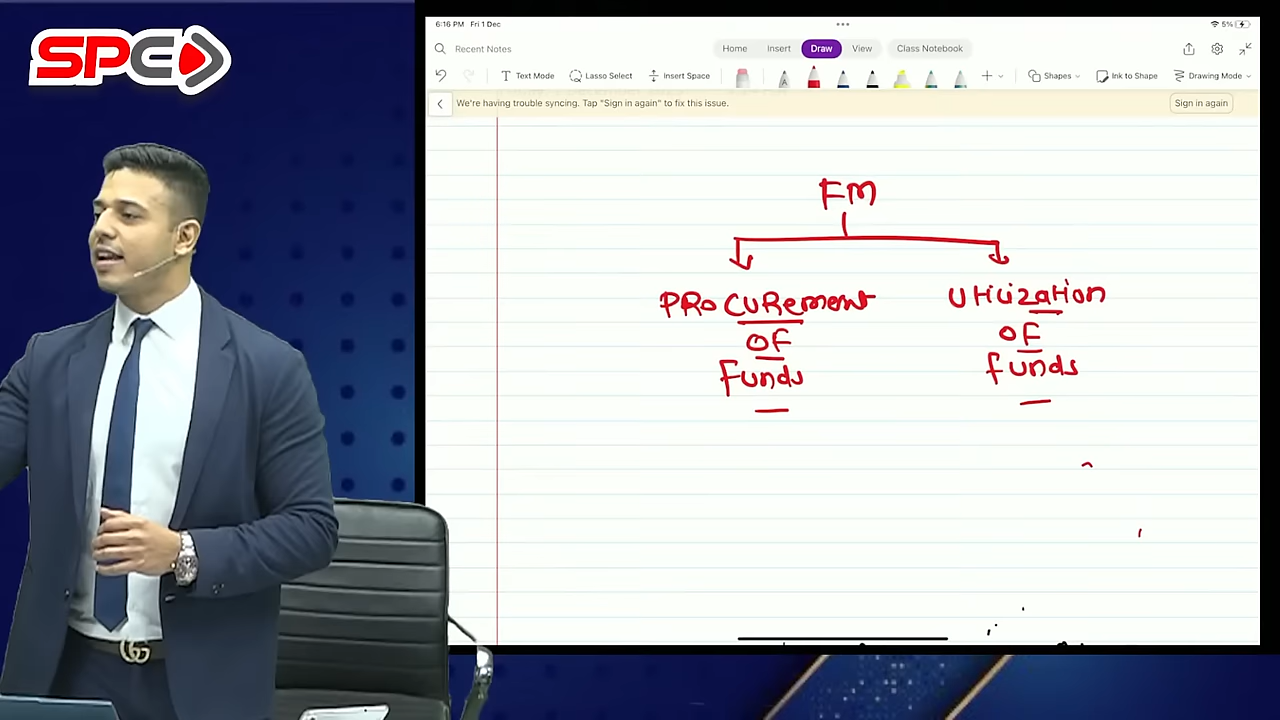 SPC
6:16 PM Fri 1 Dec
5%
Recent Notes
Home Insert Draw View Class Notebook
Text Mode Lasso Select Insert Space Shapes Ink to Shape Drawing Mode
We're having trouble syncing. Tap "Sign in again" to fix this issue. Sign in again
FM
PROCUREMENT Utilization
OF OF
Funds funds